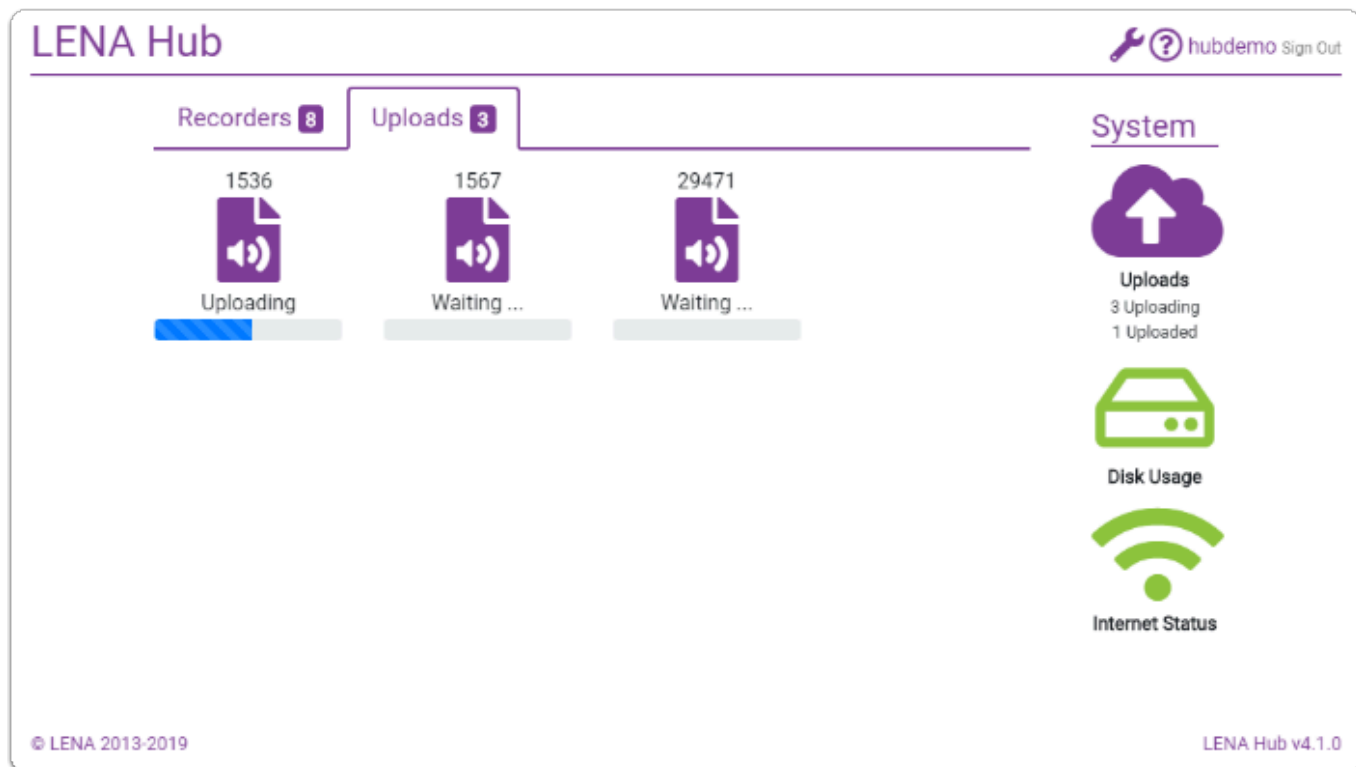 LENA Hub
hubdemo Sign Out
Recorders 8
Uploads 3
System
1536
1567
29471
Uploading
Waiting ...
Waiting ...
Uploads
3 Uploading
1 Uploaded
Disk Usage
Internet Status
© LENA 2013-2019
LENA Hub v4.1.0